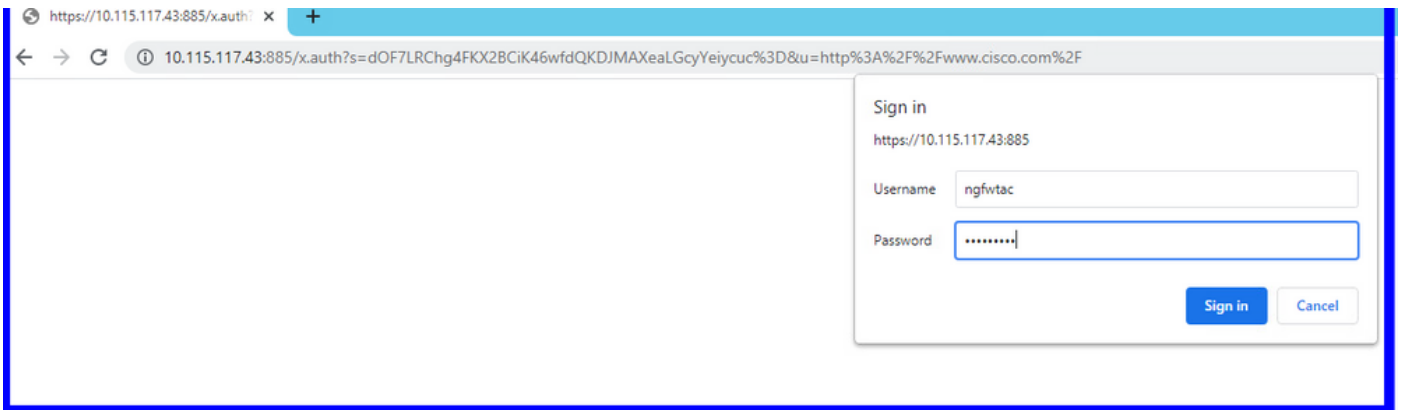 https://10.115.117.43:885/x.auth?
10.115.117.43:885/x.auth?s=dOF7LRChg4FKX2BCiK46wfdQKDJMAXeaLGcyYeiycuc%3D&u=http%3A%2F%2Fwww.cisco.com%2F
Sign in
https://10.115.117.43:885
Username ngfwtac
Password •••••••••
Sign in Cancel